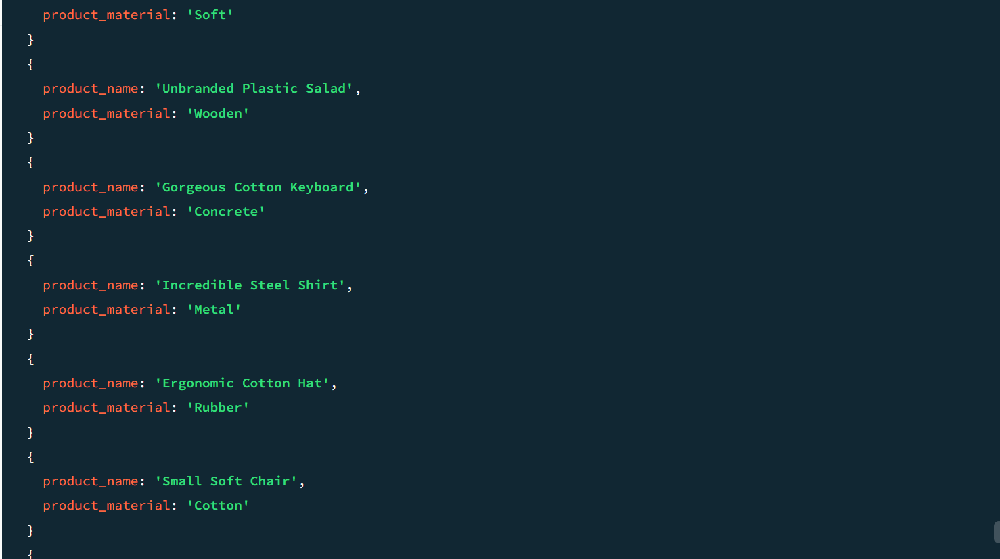 product_material: 'Soft'
}
{
product_name: 'Unbranded Plastic Salad',
product_material: 'Wooden'
}
{
product_name: 'Gorgeous Cotton Keyboard',
product_material: 'Concrete'
}
{
product_name: 'Incredible Steel Shirt',
product_material: 'Metal'
}
{
product_name: 'Ergonomic Cotton Hat',
product_material: 'Rubber'
}
{
product_name: 'Small Soft Chair',
product_material: 'Cotton'
}
{